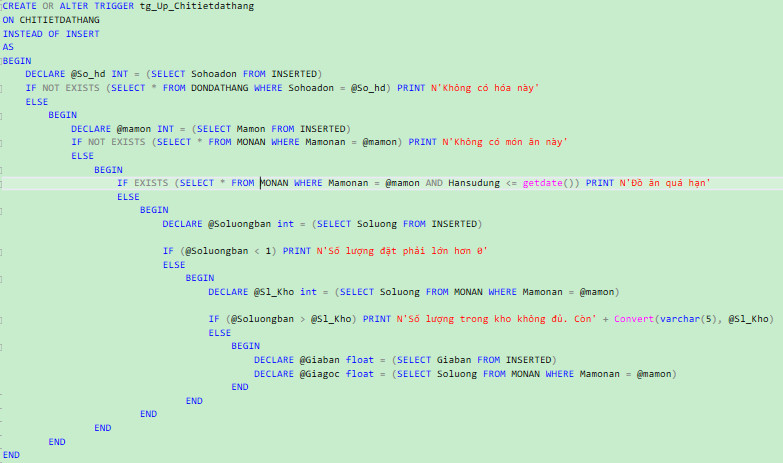 CREATE OR ALTER TRIGGER tg_Up_Chitietdathang
ON CHITIETDATHANG
INSTEAD OF INSERT
AS
BEGIN
DECLARE @So_hd INT = (SELECT Sohoadon FROM INSERTED)
IF NOT EXISTS (SELECT * FROM DONDATHANG WHERE Sohoadon = @So_hd) PRINT N'Không có hóa này'
ELSE
BEGIN
DECLARE @mamon INT = (SELECT Mamon FROM INSERTED)
IF NOT EXISTS (SELECT * FROM MONAN WHERE Mamonan = @mamon) PRINT N'Không có món ăn này'
ELSE
BEGIN
IF EXISTS (SELECT * FROM MONAN WHERE Mamonan = @mamon AND Hansudung <= getdate()) PRINT N'Đồ ăn quá hạn'
ELSE
BEGIN
DECLARE @Soluongban int = (SELECT Soluong FROM INSERTED)
IF (@Soluongban < 1) PRINT N'Số lượng đặt phải lớn hơn 0'
ELSE
BEGIN
DECLARE @Sl_Kho int = (SELECT Soluong FROM MONAN WHERE Mamonan = @mamon)
IF (@Soluongban > @Sl_Kho) PRINT N'Số lượng trong kho không đủ. Còn' + Convert(varchar(5), @Sl_Kho)
ELSE
BEGIN
DECLARE @Giaban float = (SELECT Giaban FROM INSERTED)
DECLARE @Giagoc float = (SELECT Soluong FROM MONAN WHERE Mamonan = @mamon)
END
END
END
END
END
END